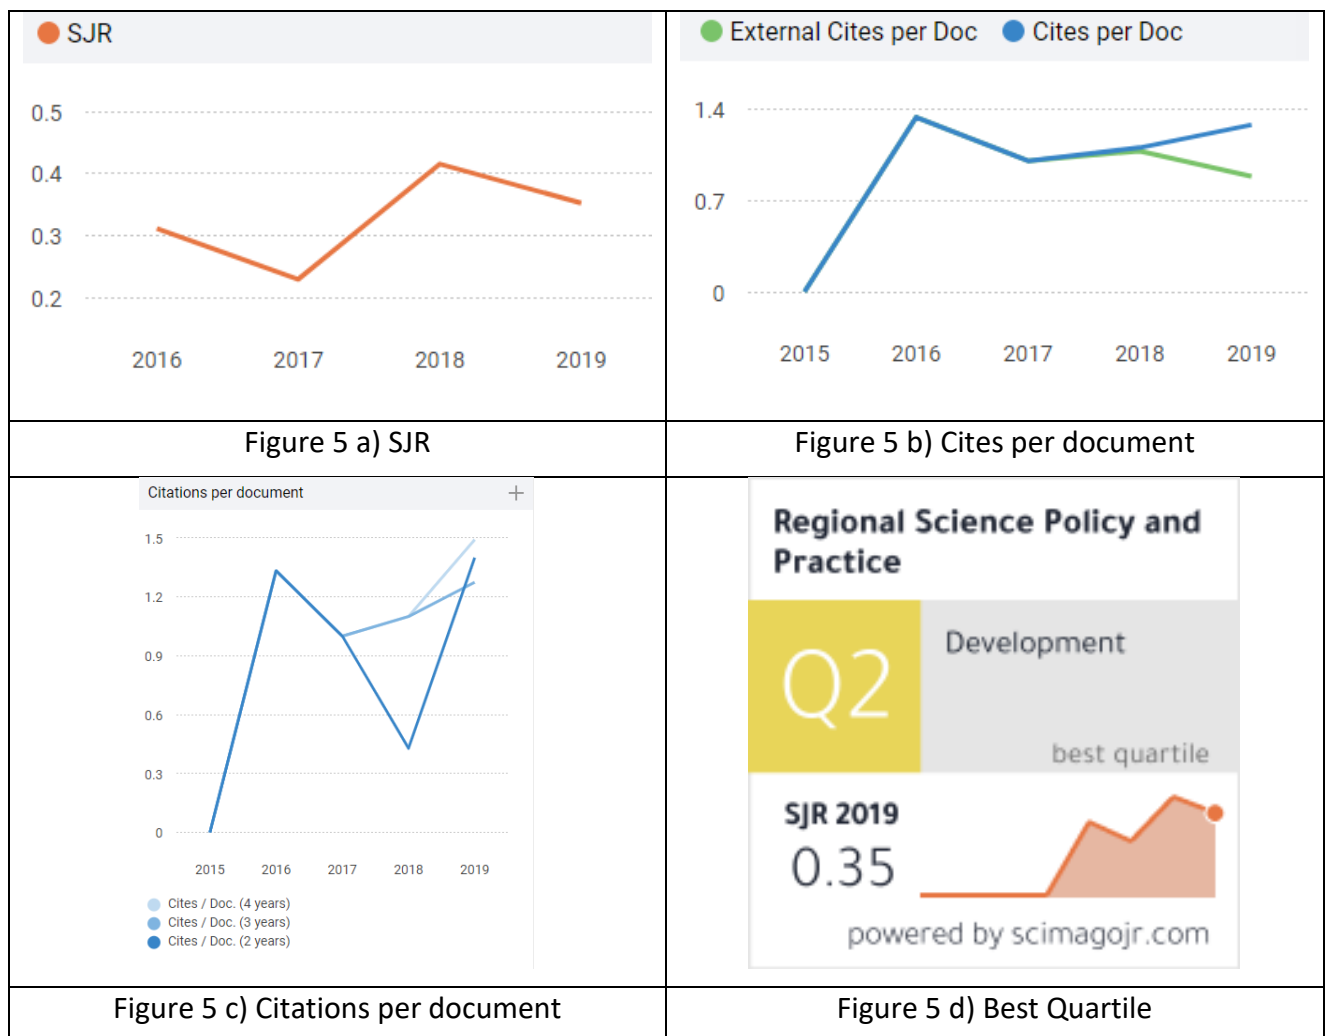 SJR
0.5
0.4
0.3
0.2
2016 2017 2018 2019
Figure 5 a) SJR
External Cites per Doc Cites per Doc
1.4
0.7
0
2015 2016 2017 2018 2019
Figure 5 b) Cites per document
Citations per document +
1.5
1.2
0.9
0.6
0.3
0
2015 2016 2017 2018 2019
Cites / Doc. (4 years)
Cites / Doc. (3 years)
Cites / Doc. (2 years)
Figure 5 c) Citations per document
Regional Science Policy and
Practice
Q2
Development
best quartile
SJR 2019
0.35
powered by scimagojr.com
Figure 5 d) Best Quartile